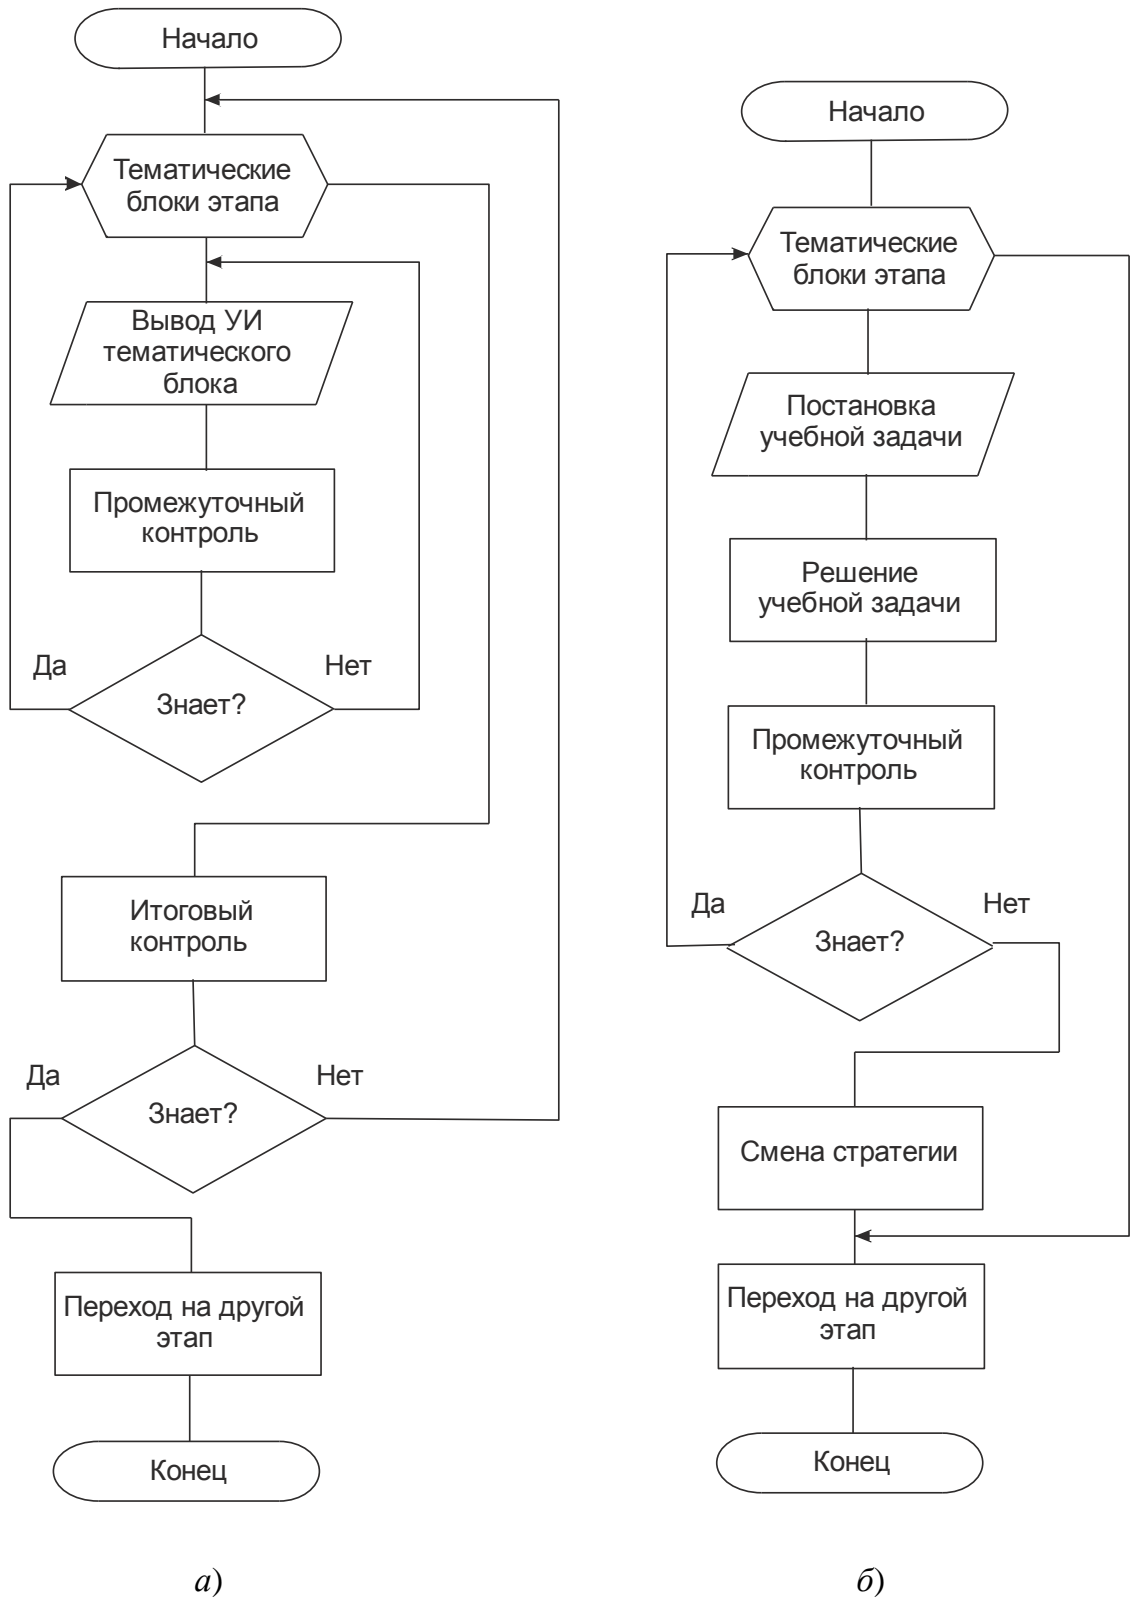 Начало
Тематические
блоки этапа
Вывод УИ
тематического
блока
Промежуточный
контроль
Да
Нет
Знает?
Итоговый
контроль
Да
Нет
Знает?
Переход на другой
этап
Конец
а)
Начало
Тематические
блоки этапа
Постановка
учебной задачи
Решение
учебной задачи
Промежуточный
контроль
Да
Нет
Знает?
Смена стратегии
Переход на другой
этап
Конец
б)